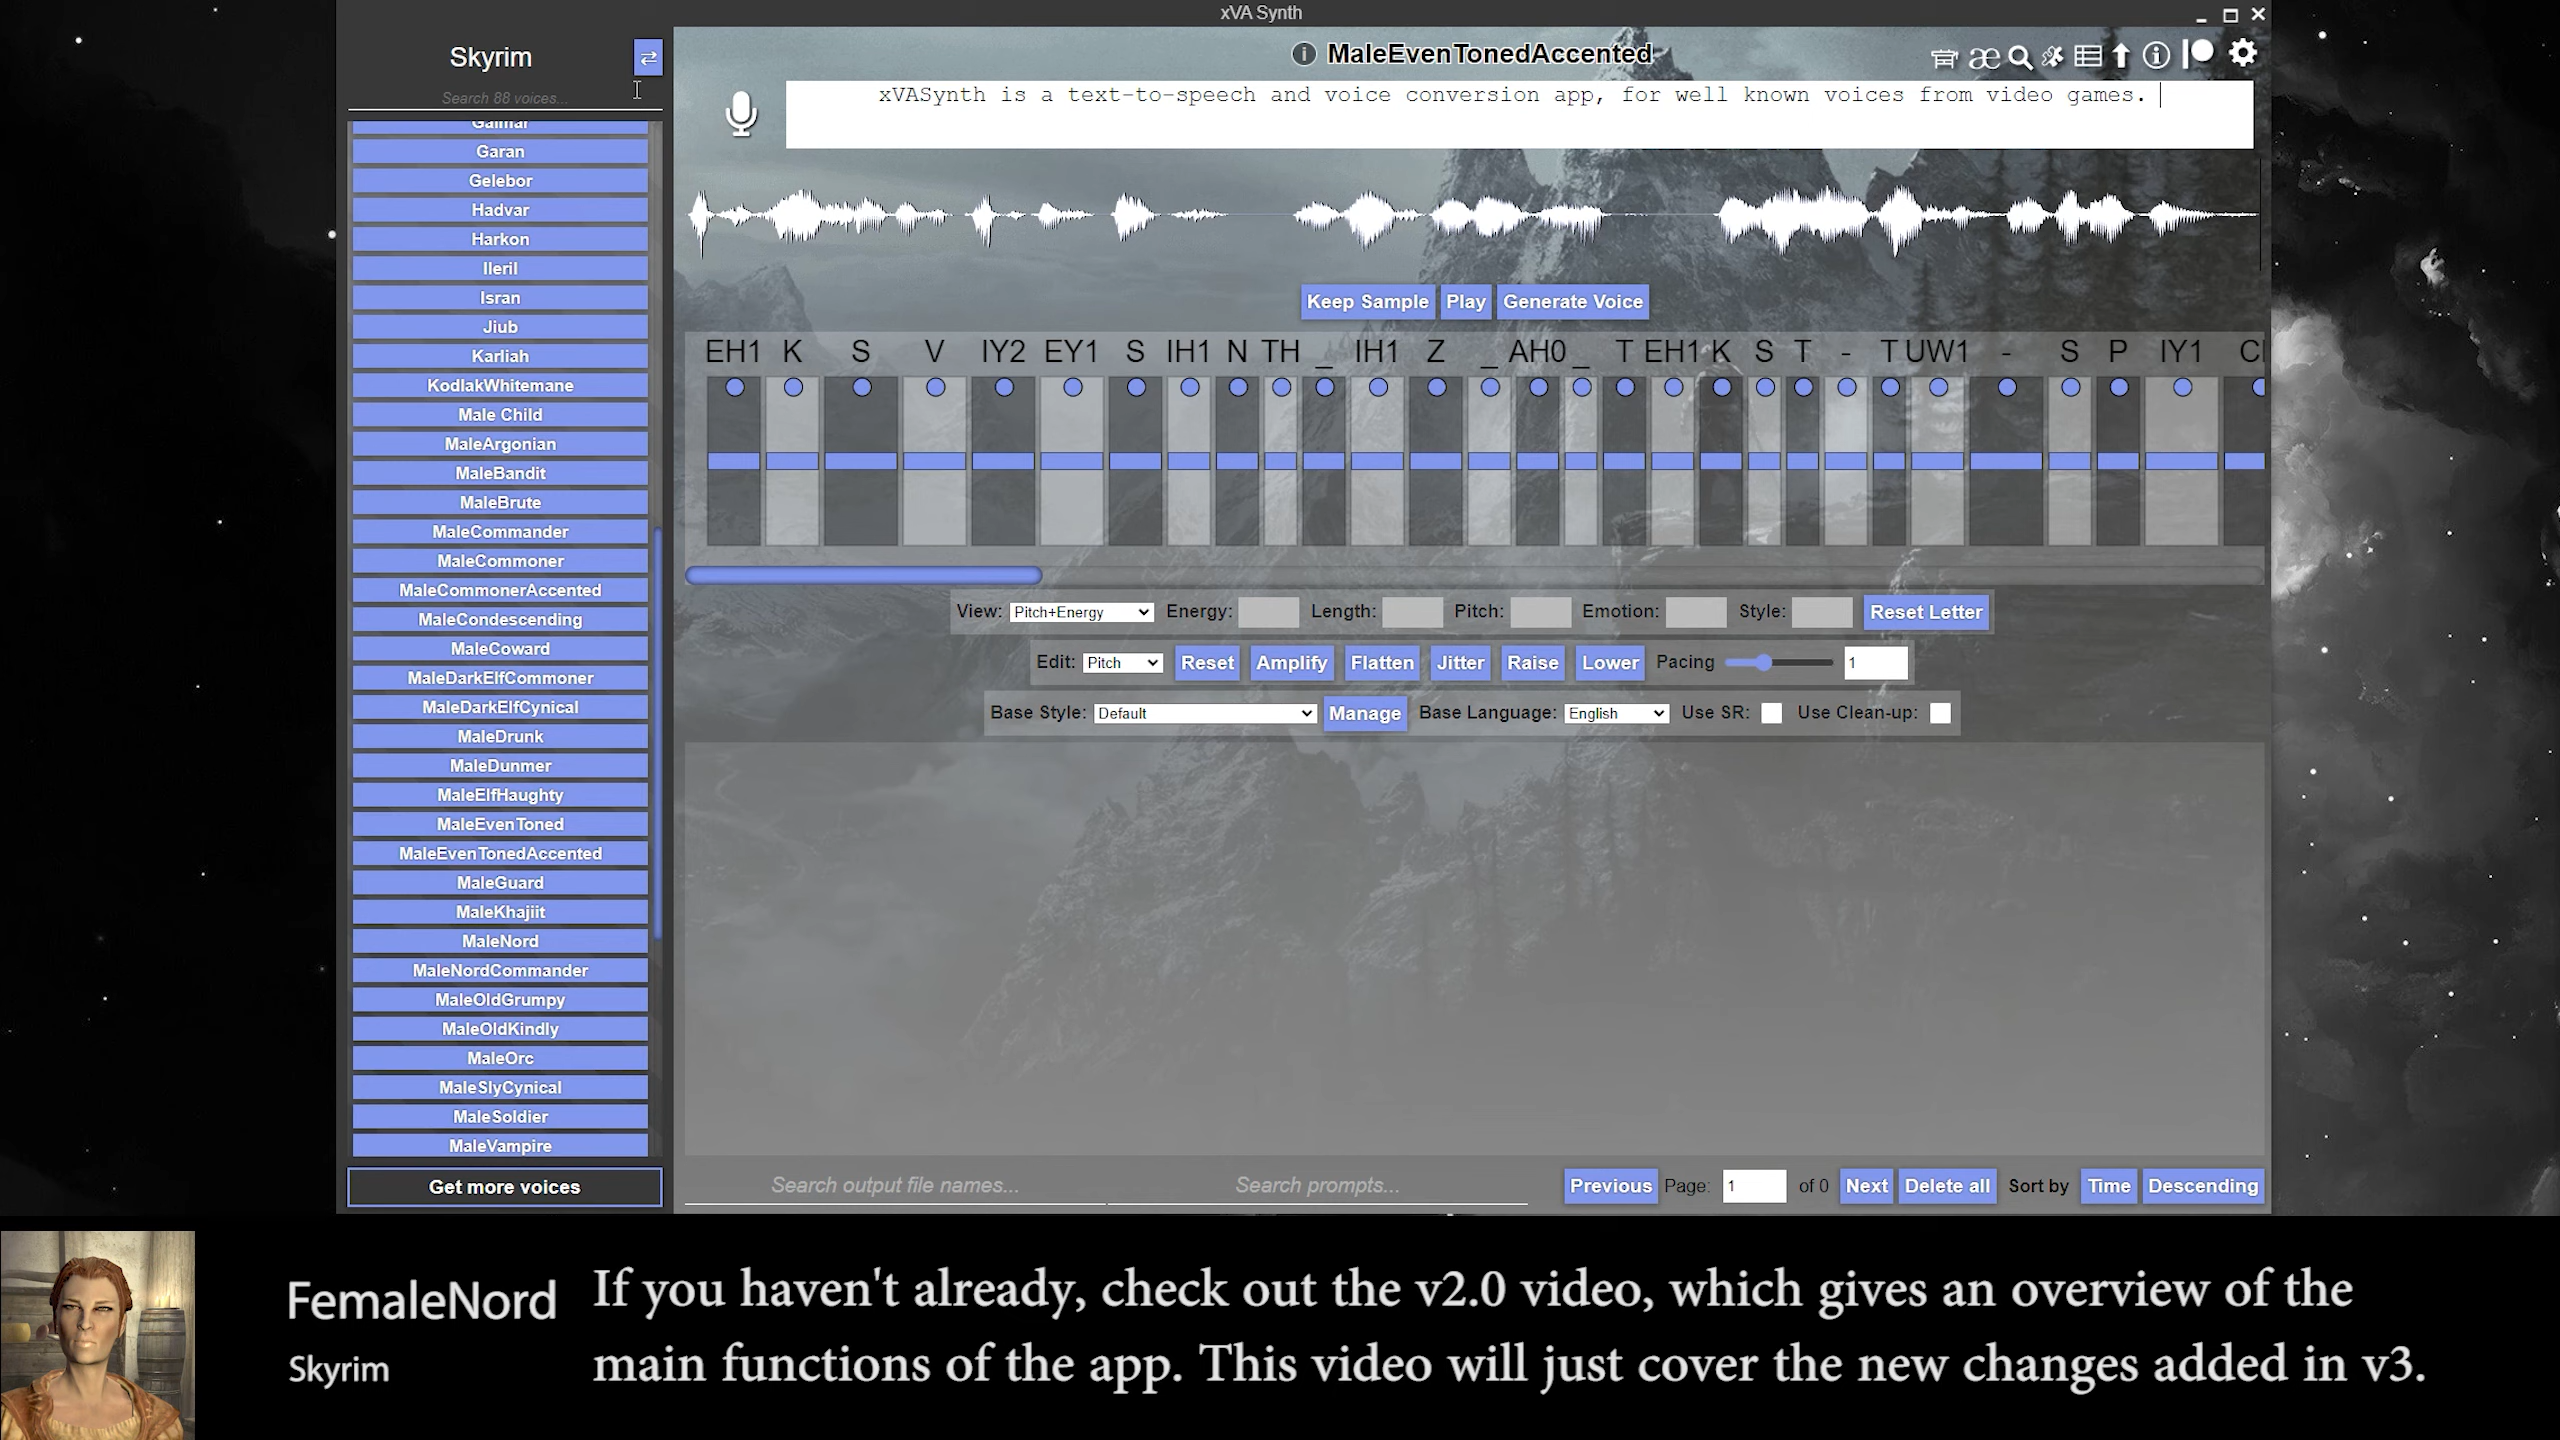 xVA Synth
Skyrim
⇄
Search 88 voices...
Galmar
Garan
Gelebor
Hadvar
Harkon
Ileril
Isran
Jiub
Karliah
KodlakWhitemane
Male Child
MaleArgonian
MaleBandit
MaleBrute
MaleCommander
MaleCommoner
MaleCommonerAccented
MaleCondescending
MaleCoward
MaleDarkElfCommoner
MaleDarkElfCynical
MaleDrunk
MaleDunmer
MaleElfHaughty
MaleEvenToned
MaleEvenTonedAccented
MaleGuard
MaleKhajiit
MaleNord
MaleNordCommander
MaleOldGrumpy
MaleOldKindly
MaleOrc
MaleSlyCynical
MaleSoldier
MaleVampire
Get more voices
i MaleEvenTonedAccented
æ
xVASynth is a text-to-speech and voice conversion app, for well known voices from video games.
Keep Sample Play Generate Voice
EH1 K S V IY2 EY1 S IH1 N TH _ IH1 Z _ AH0 _ T EH1 K S T - T UW1 - S P IY1
View: Pitch+Energy Energy: Length: Pitch: Emotion: Style: Reset Letter
Edit: Pitch Reset Amplify Flatten Jitter Raise Lower Pacing 1
Base Style: Default Manage Base Language: English Use SR: Use Clean-up:
Search output file names... Search prompts... Previous Page: 1 of 0 Next Delete all Sort by Time Descending
FemaleNord
Skyrim
If you haven't already, check out the v2.0 video, which gives an overview of the
main functions of the app. This video will just cover the new changes added in v3.